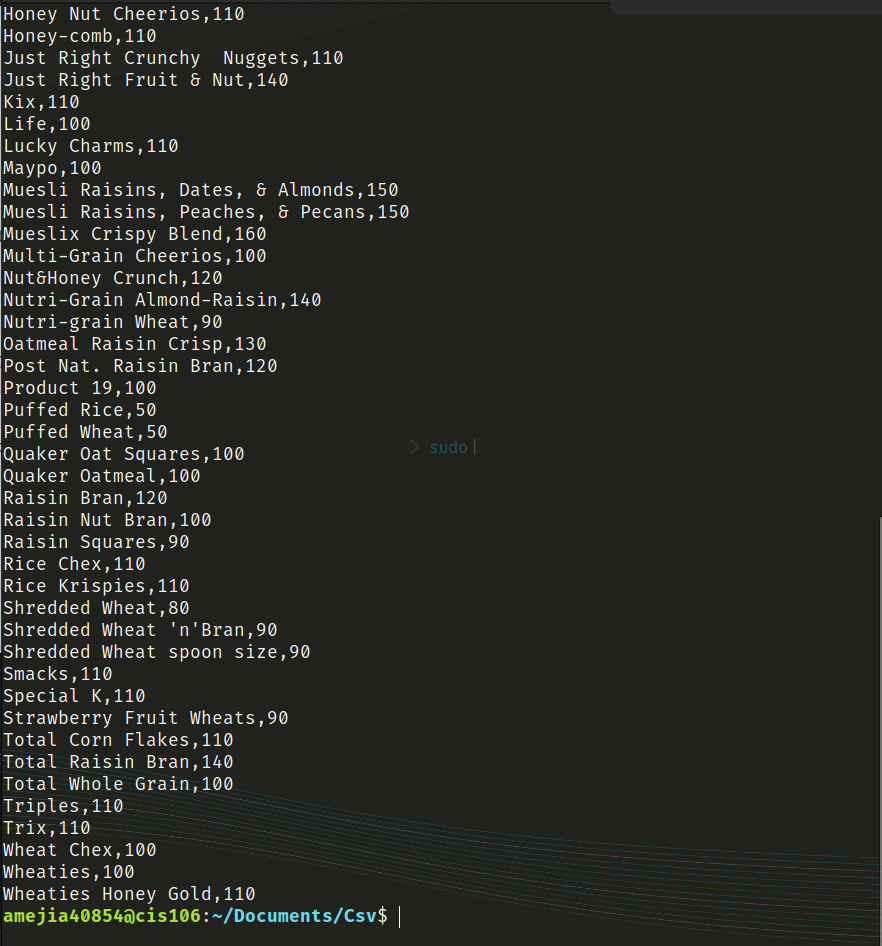 Honey Nut Cheerios,110
Honey-comb,110
Just Right Crunchy  Nuggets,110
Just Right Fruit & Nut,140
Kix,110
Life,100
Lucky Charms,110
Maypo,100
Muesli Raisins, Dates, & Almonds,150
Muesli Raisins, Peaches, & Pecans,150
Mueslix Crispy Blend,160
Multi-Grain Cheerios,100
Nut&Honey Crunch,120
Nutri-Grain Almond-Raisin,140
Nutri-grain Wheat,90
Oatmeal Raisin Crisp,130
Post Nat. Raisin Bran,120
Product 19,100
Puffed Rice,50
Puffed Wheat,50
> sudo|
Quaker Oat Squares,100
Quaker Oatmeal,100
Raisin Bran,120
Raisin Nut Bran,100
Raisin Squares,90
Rice Chex,110
Rice Krispies,110
Shredded Wheat,80
Shredded Wheat 'n'Bran,90
Shredded Wheat spoon size,90
Smacks,110
Special K,110
Strawberry Fruit Wheats,90
Total Corn Flakes,110
Total Raisin Bran,140
Total Whole Grain,100
Triples,110
Trix,110
Wheat Chex,100
Wheaties,100
Wheaties Honey Gold,110
amejia40854@cis106:~/Documents/Csv$